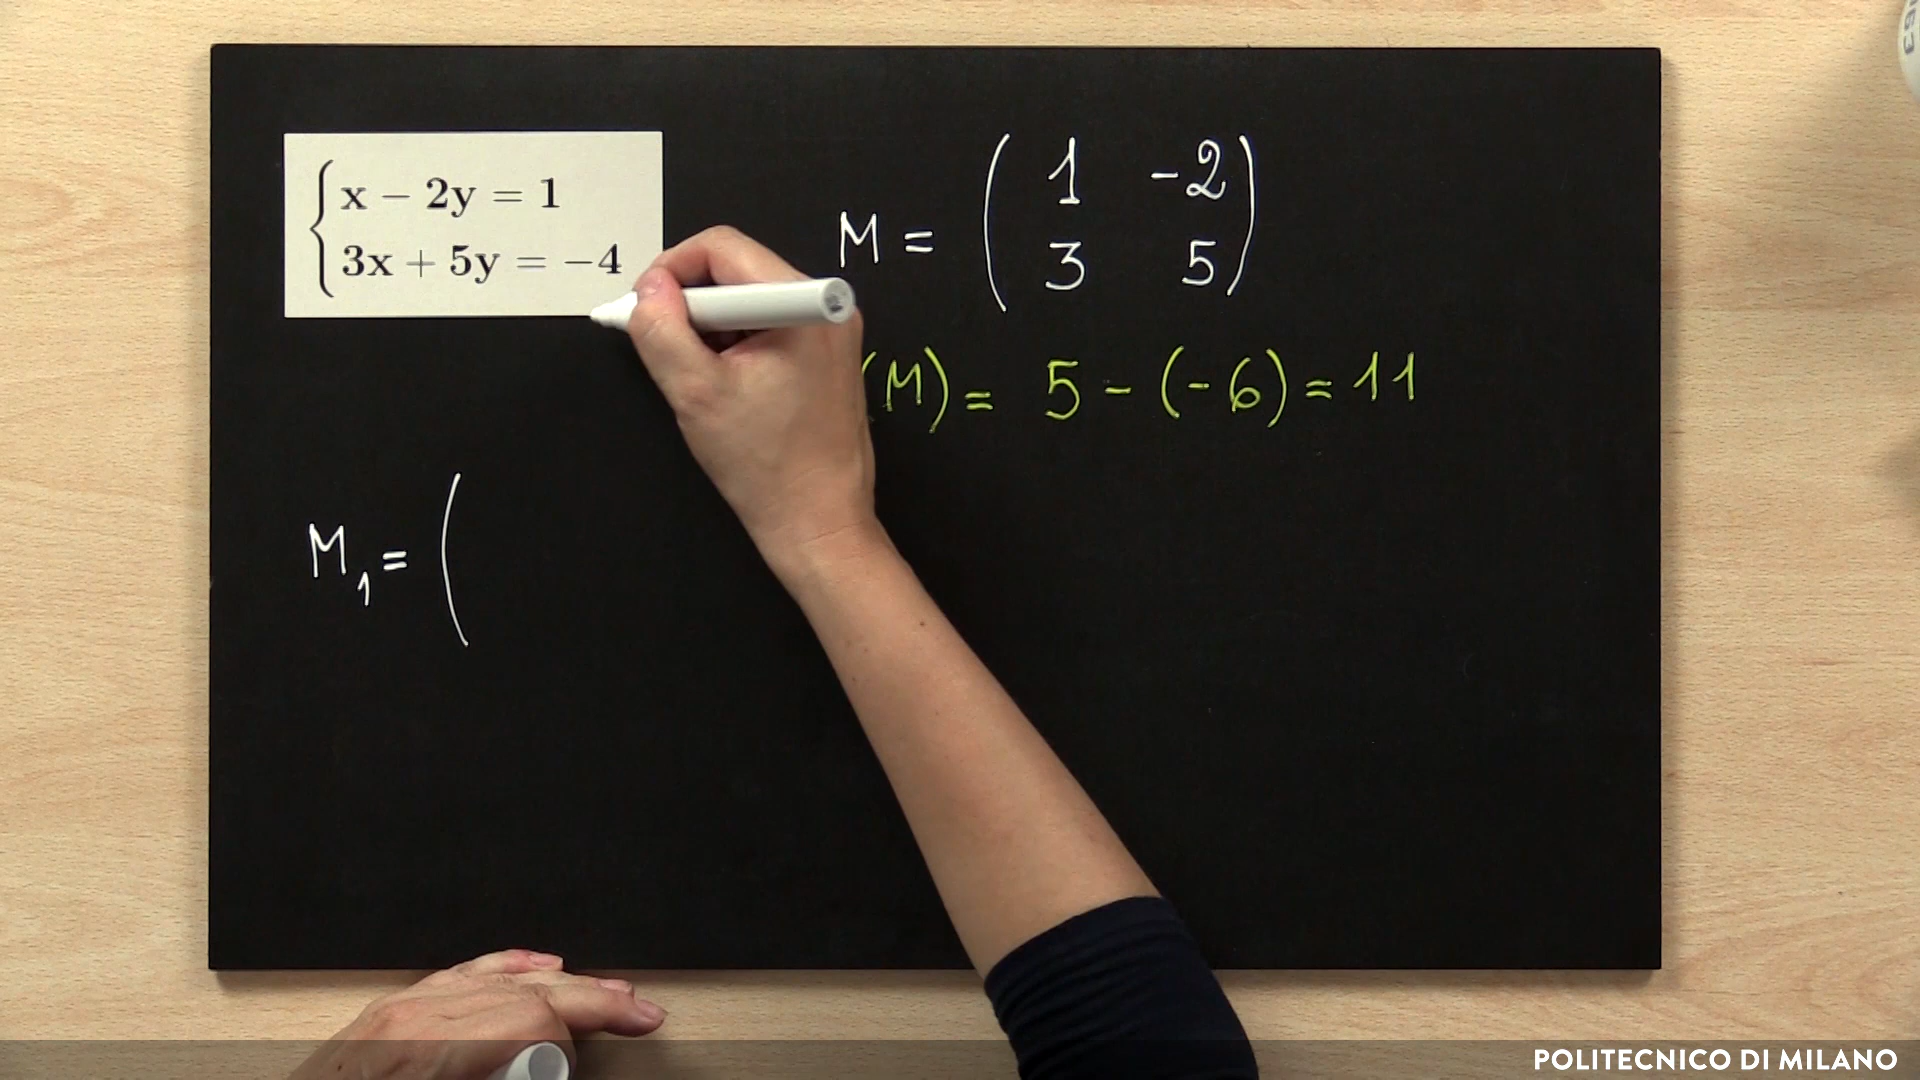 x − 2y = 1
3x + 5y = −4
M = ( 1 -2
3 5 )
(M) = 5 - (-6) = 11
M₁ = (
POLITECNICO DI MILANO